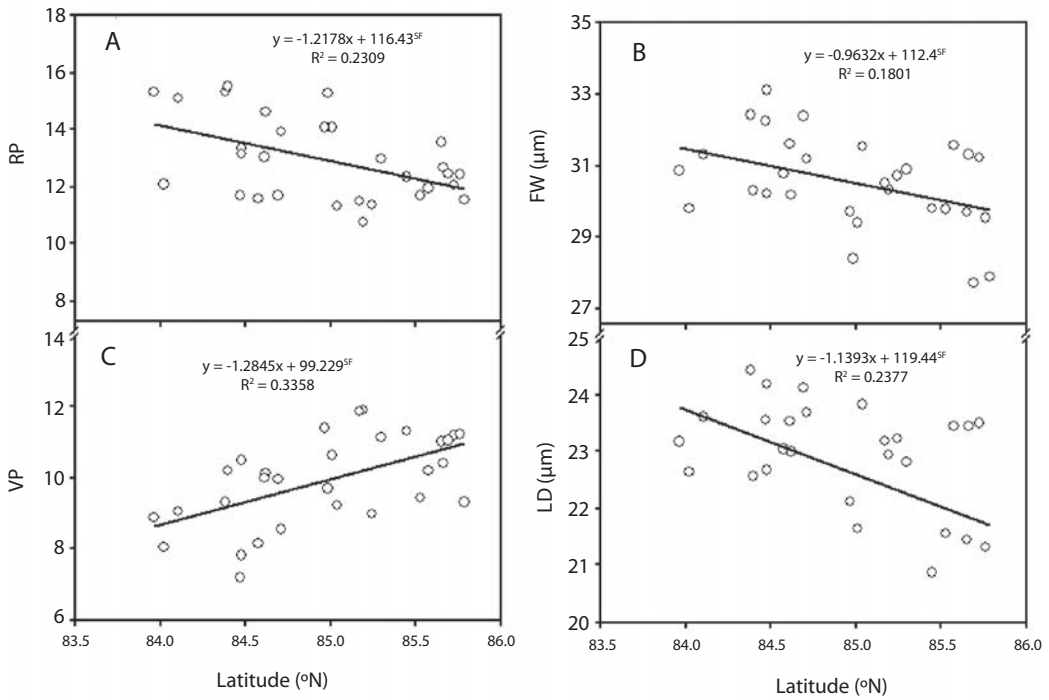 A
y = -1.2178x + 116.43SF
R² = 0.2309
RP
18
16
14
12
10
8
B
y = -0.9632x + 112.4SF
R² = 0.1801
FW (µm)
35
33
31
29
27
C
y = -1.2845x + 99.229SF
R² = 0.3358
VP
14
12
10
8
6
83.5 84.0 84.5 85.0 85.5 86.0
Latitude (ºN)
D
y = -1.1393x + 119.44SF
R² = 0.2377
LD (µm)
25
24
23
22
21
20
83.5 84.0 84.5 85.0 85.5 86.0
Latitude (ºN)